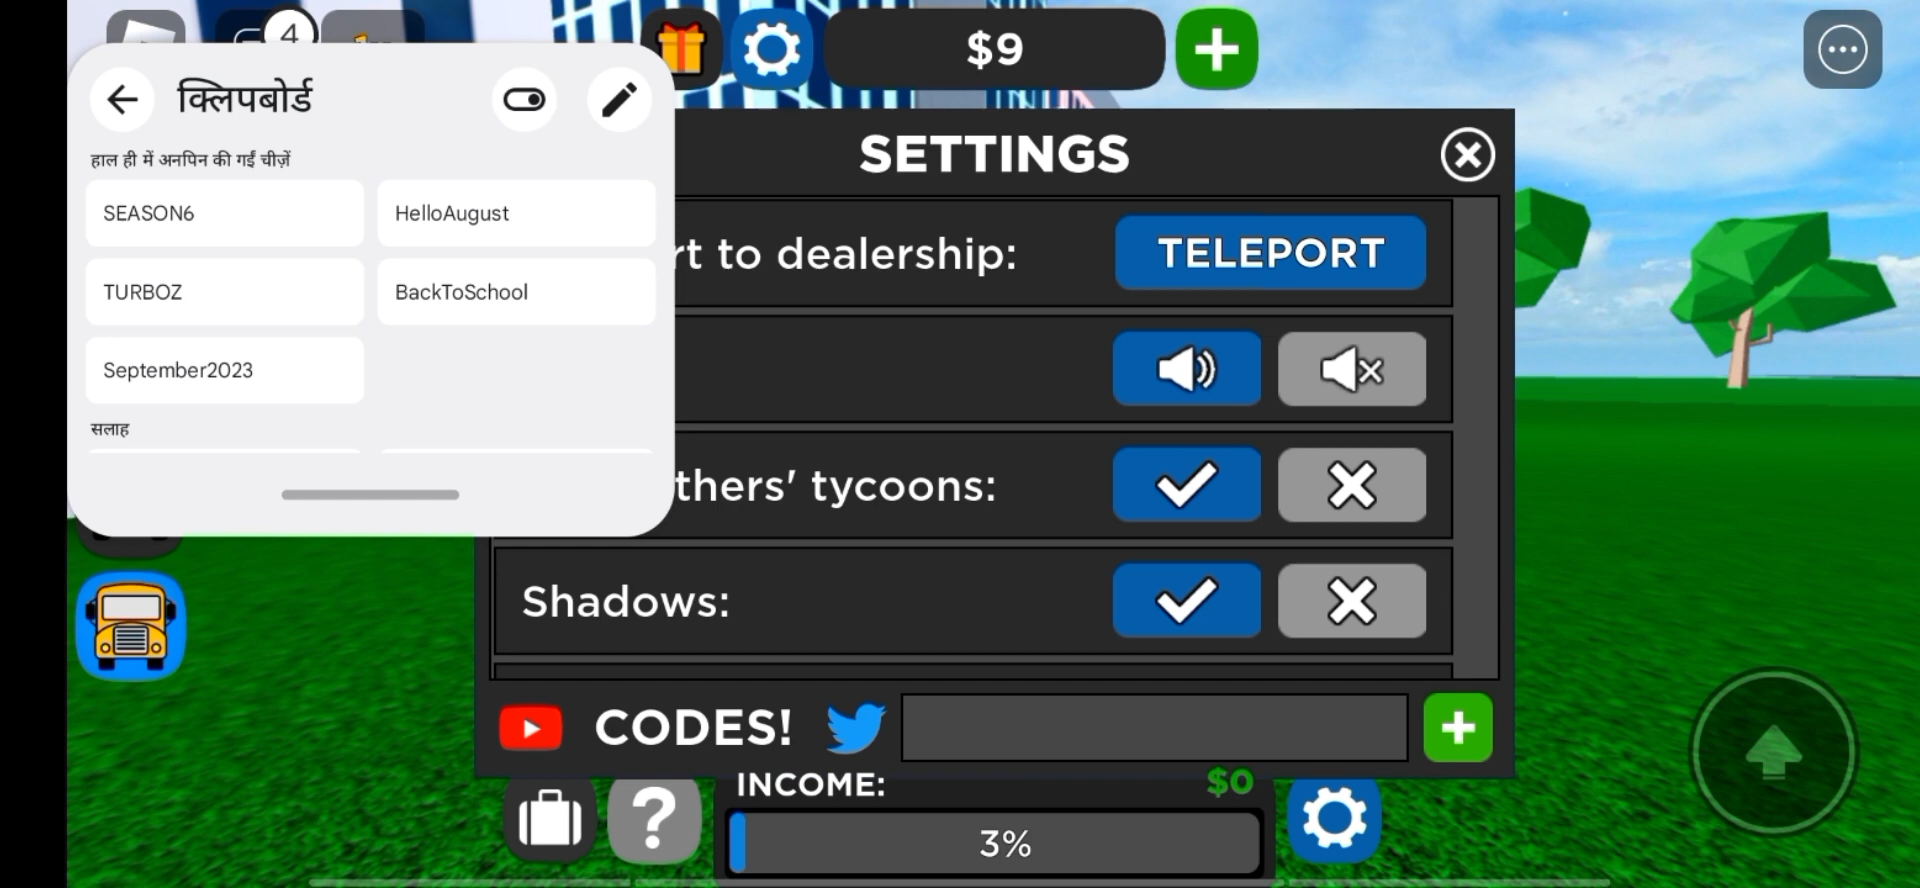 4
$9
क्लिपबोर्ड
हाल ही में अनपिन की गई चीज़ें
SEASON6
HelloAugust
TURBOZ
BackToSchool
September2023
सलाह
SETTINGS
rt to dealership:
TELEPORT
thers' tycoons:
Shadows:
CODES!
INCOME:
$0
3%